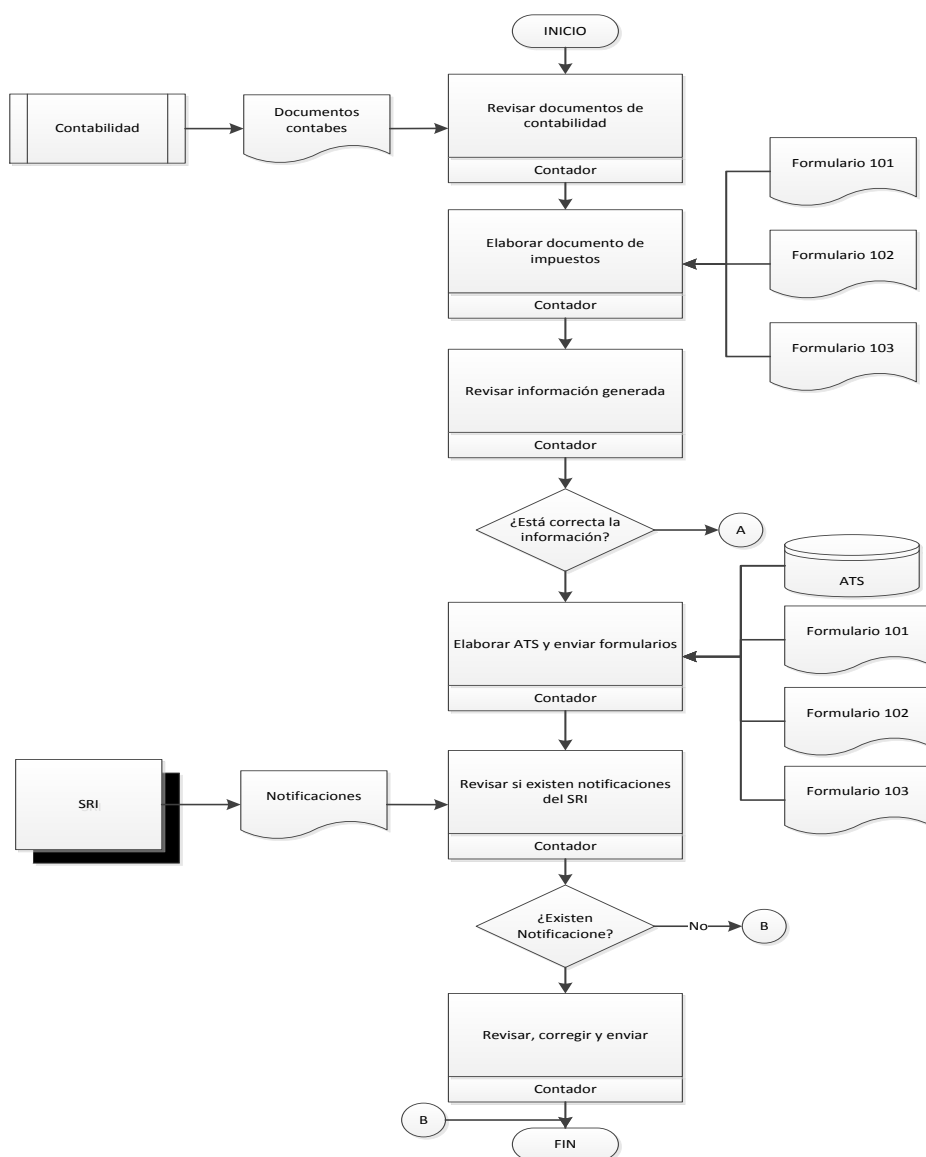 INICIO
Contabilidad
Documentos
contabes
Revisar documentos de
contabilidad
Contador
Formulario 101
Elaborar documento de
impuestos
Contador
Formulario 102
Formulario 103
Revisar información generada
Contador
¿Está correcta la
información?
A
ATS
Elaborar ATS y enviar formularios
Contador
Formulario 101
Formulario 102
Formulario 103
SRI
Notificaciones
Revisar si existen notificaciones
del SRI
Contador
¿Existen
Notificacione?
No
B
Revisar, corregir y enviar
Contador
B
FIN